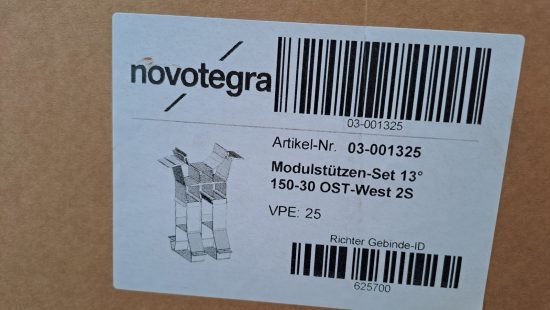 novotegra
03-001325
Artikel-Nr. 03-001325
Modulstützen-Set 13°
150-30 OST-West 2S
VPE: 25
Richter Gebinde-ID
625700